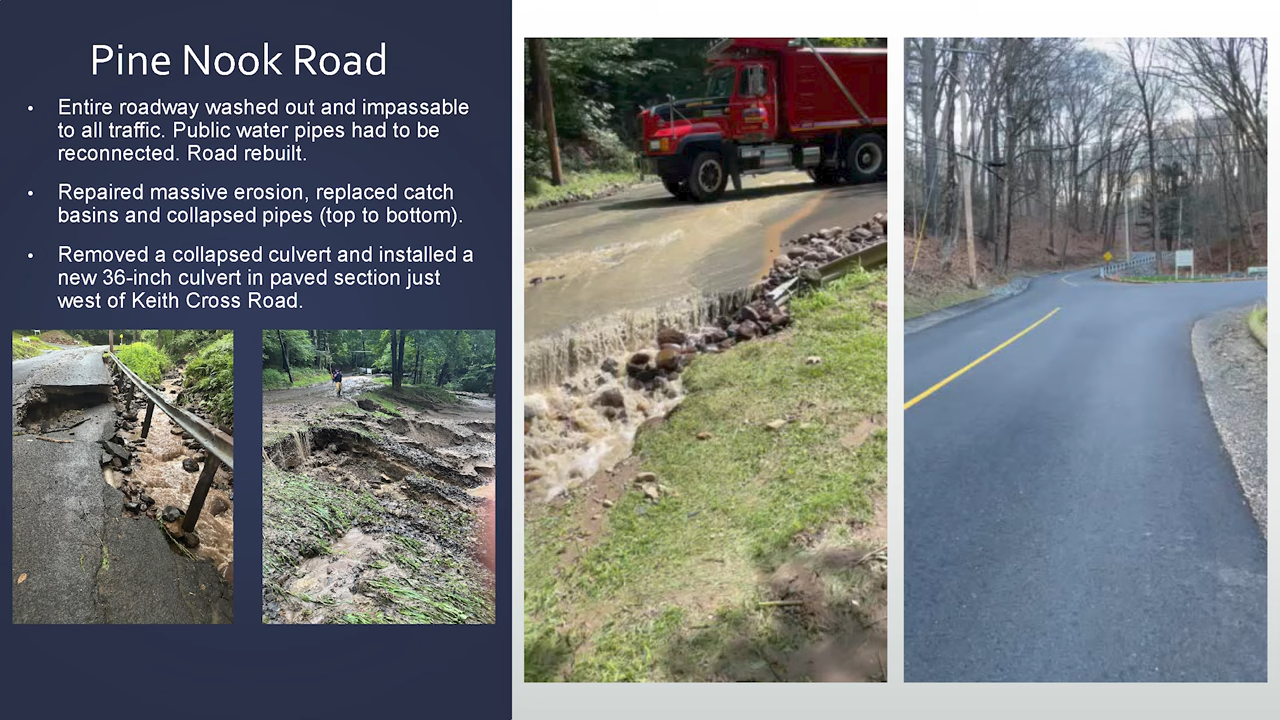 Pine Nook Road
• Entire roadway washed out and impassable
to all traffic. Public water pipes had to be
reconnected. Road rebuilt.
• Repaired massive erosion, replaced catch
basins and collapsed pipes (top to bottom).
• Removed a collapsed culvert and installed a
new 36-inch culvert in paved section just
west of Keith Cross Road.